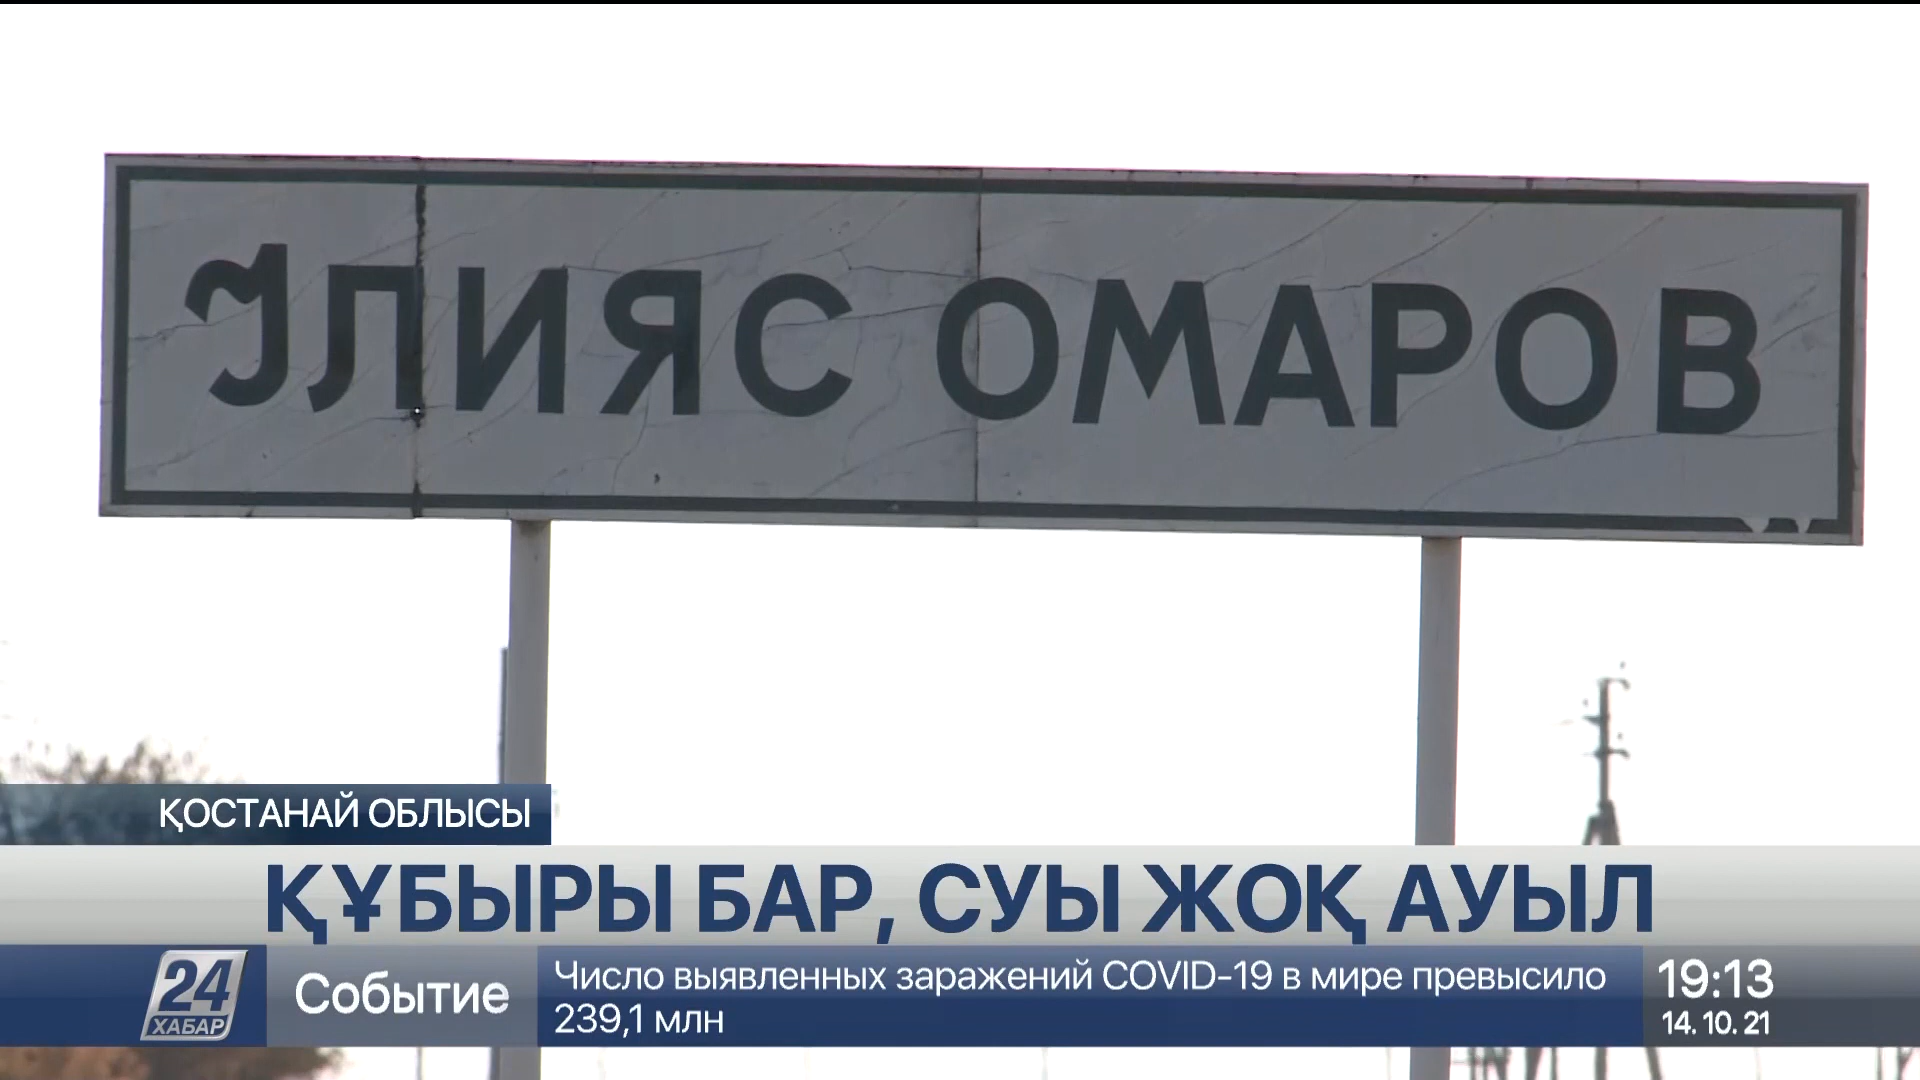 ІЛИЯС ОМАРОВ
ҚОСТАНАЙ ОБЛЫСЫ
ҚҰБЫРЫ БАР, СУЫ ЖОҚ АУЫЛ
24
ХАБАР
Событие
Число выявленных заражений COVID-19 в мире превысило
239,1 млн
19:13
14. 10. 21